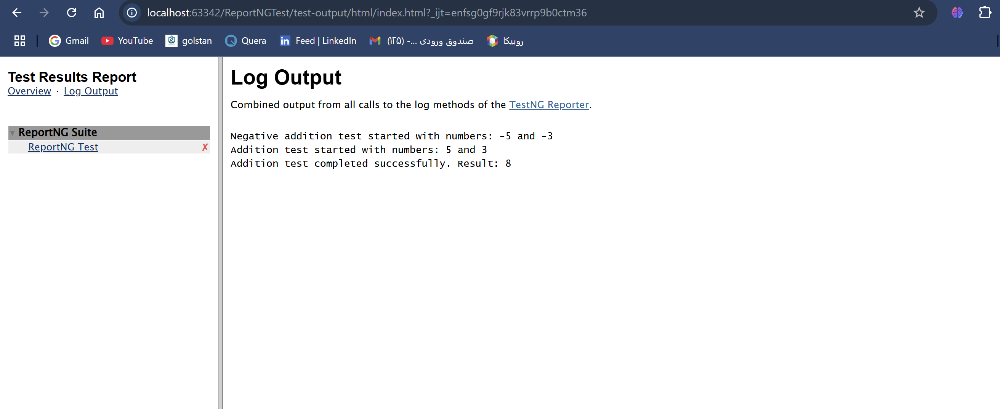 localhost:63342/ReportNGTest/test-output/html/index.html?_ijt=enfsg0gf9rjk83vrrp9b0ctm36
Gmail YouTube golstan Quera Feed | LinkedIn صندوق ورودی ...- (۱۲۵) روبیکا
Test Results Report
Overview · Log Output
ReportNG Suite
ReportNG Test ✗
Log Output
Combined output from all calls to the log methods of the TestNG Reporter.
Negative addition test started with numbers: -5 and -3
Addition test started with numbers: 5 and 3
Addition test completed successfully. Result: 8